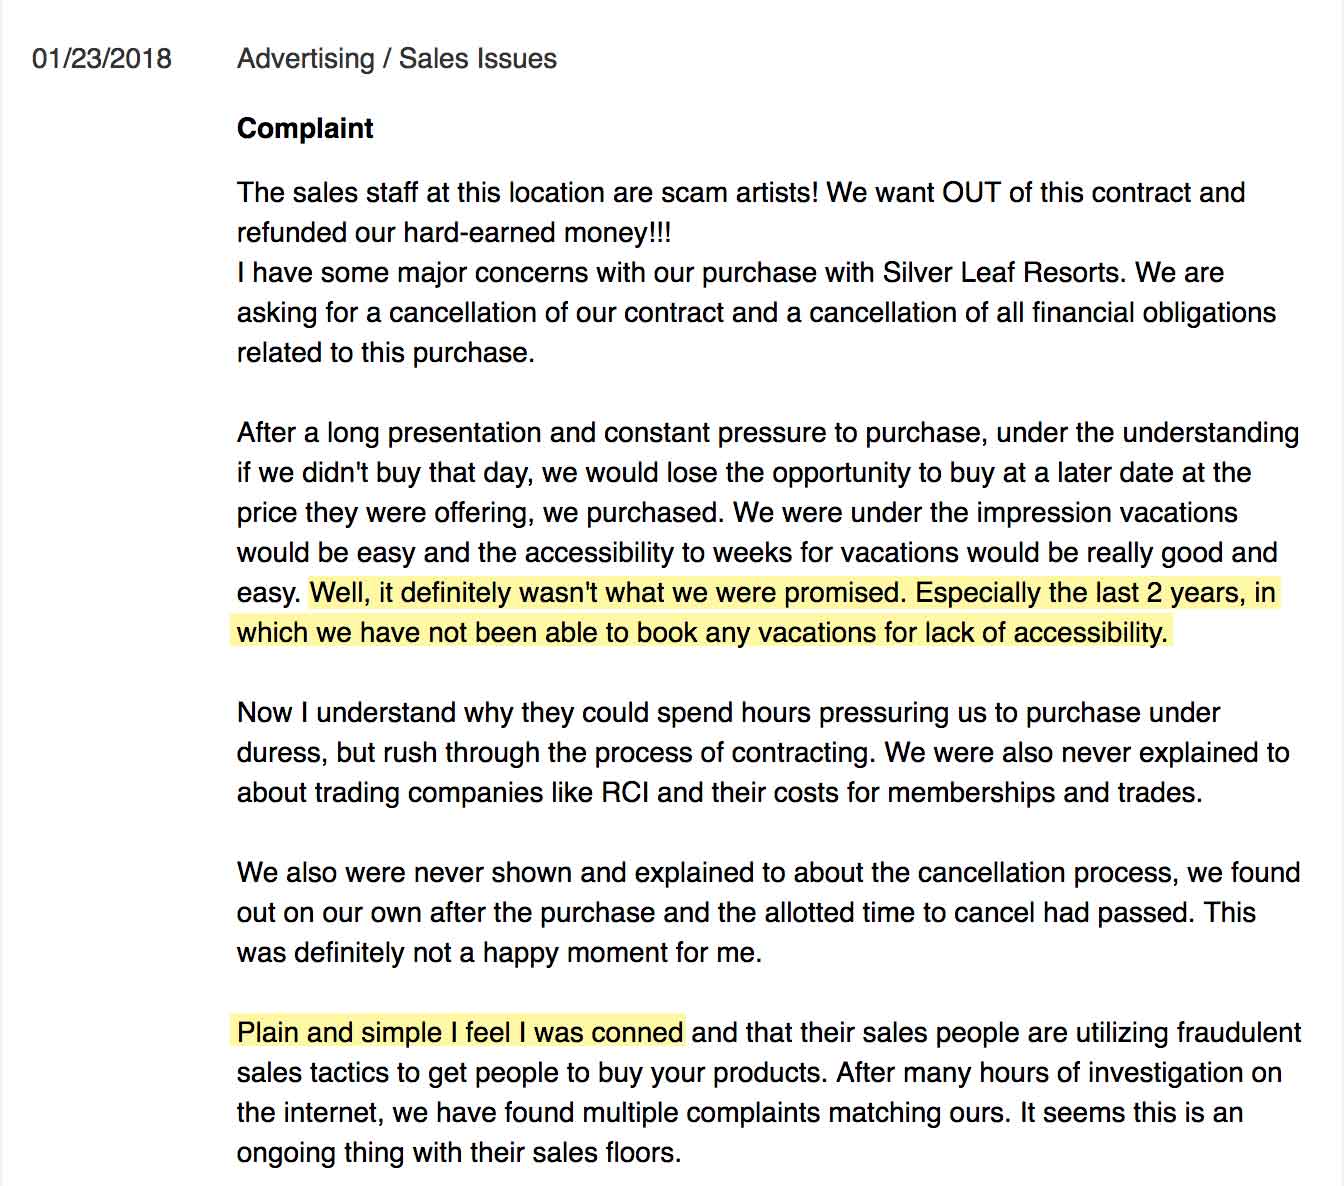 01/23/2018 Advertising / Sales Issues
Complaint
The sales staff at this location are scam artists! We want OUT of this contract and
refunded our hard-earned money!!!
I have some major concerns with our purchase with Silver Leaf Resorts. We are
asking for a cancellation of our contract and a cancellation of all financial obligations
related to this purchase.
After a long presentation and constant pressure to purchase, under the understanding
if we didn't buy that day, we would lose the opportunity to buy at a later date at the
price they were offering, we purchased. We were under the impression vacations
would be easy and the accessibility to weeks for vacations would be really good and
easy. Well, it definitely wasn't what we were promised. Especially the last 2 years, in
which we have not been able to book any vacations for lack of accessibility.
Now I understand why they could spend hours pressuring us to purchase under
duress, but rush through the process of contracting. We were also never explained to
about trading companies like RCI and their costs for memberships and trades.
We also were never shown and explained to about the cancellation process, we found
out on our own after the purchase and the allotted time to cancel had passed. This
was definitely not a happy moment for me.
Plain and simple I feel I was conned and that their sales people are utilizing fraudulent
sales tactics to get people to buy your products. After many hours of investigation on
the internet, we have found multiple complaints matching ours. It seems this is an
ongoing thing with their sales floors.